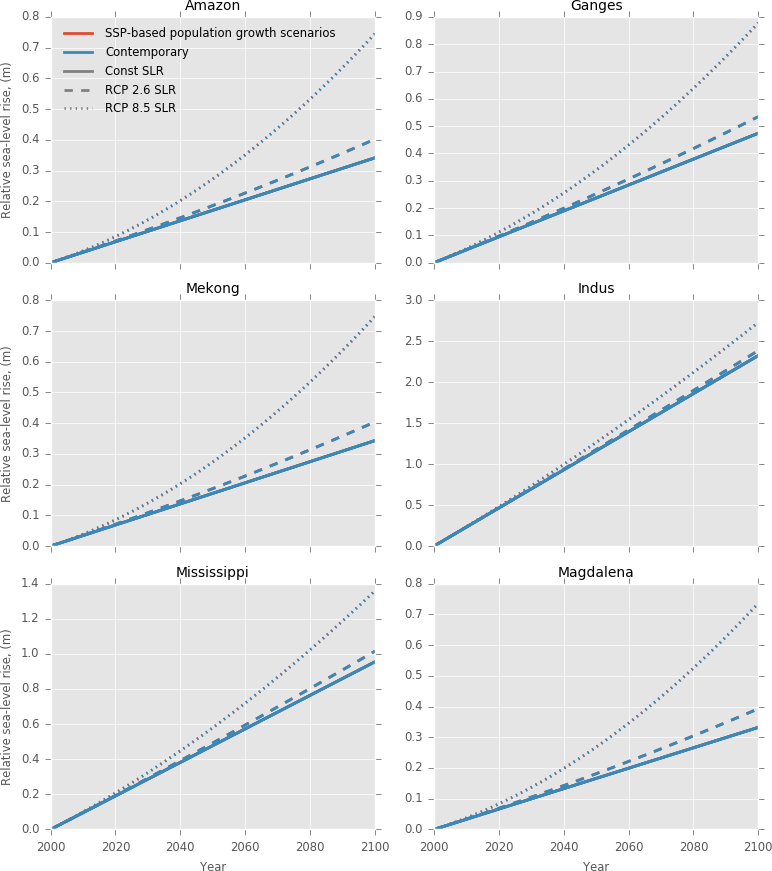 Amazon
Relative sea-level rise, (m)
0.8
0.7
0.6
0.5
0.4
0.3
0.2
0.1
0.0
SSP-based population growth scenarios
Contemporary
Const SLR
RCP 2.6 SLR
RCP 8.5 SLR
Ganges
0.9
0.8
0.7
0.6
0.5
0.4
0.3
0.2
0.1
0.0
Mekong
Relative sea-level rise, (m)
0.8
0.7
0.6
0.5
0.4
0.3
0.2
0.1
0.0
Indus
3.0
2.5
2.0
1.5
1.0
0.5
0.0
Mississippi
Relative sea-level rise, (m)
1.4
1.2
1.0
0.8
0.6
0.4
0.2
0.0
2000 2020 2040 2060 2080 2100
Year
Magdalena
0.8
0.7
0.6
0.5
0.4
0.3
0.2
0.1
0.0
2000 2020 2040 2060 2080 2100
Year